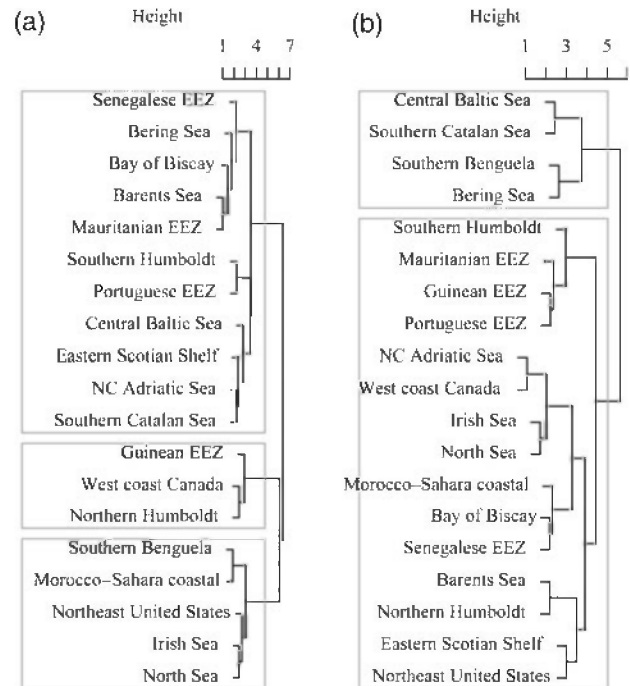 (a)
Height
1 4 7
Senegalese EEZ
Bering Sea
Bay of Biscay
Barents Sea
Mauritanian EEZ
Southern Humboldt
Portuguese EEZ
Central Baltic Sea
Eastern Scotian Shelf
NC Adriatic Sea
Southern Catalan Sea
Guinean EEZ
West coast Canada
Northern Humboldt
Southern Benguela
Morocco–Sahara coastal
Northeast United States
Irish Sea
North Sea
(b)
Height
1 3 5
Central Baltic Sea
Southern Catalan Sea
Southern Benguela
Bering Sea
Southern Humboldt
Mauritanian EEZ
Guinean EEZ
Portuguese EEZ
NC Adriatic Sea
West coast Canada
Irish Sea
North Sea
Morocco–Sahara coastal
Bay of Biscay
Senegalese EEZ
Barents Sea
Northern Humboldt
Eastern Scotian Shelf
Northeast United States